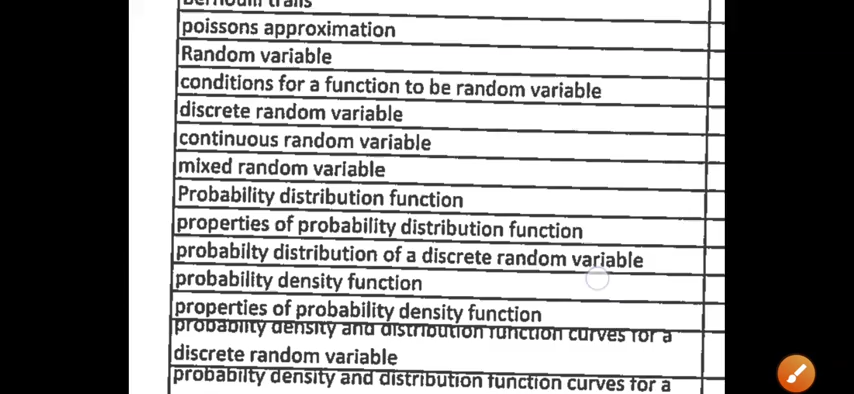 Bernoulli trails
poissons approximation
Random variable
conditions for a function to be random variable
discrete random variable
continuous random variable
mixed random variable
Probability distribution function
properties of probability distribution function
probabilty distribution of a discrete random variable
probability density function
properties of probability density function
probability density and distribution function curves for a
discrete random variable
probabilty density and distribution function curves for a